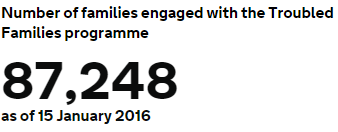 Number of families engaged with the Troubled
Families programme
87,248
as of 15 January 2016